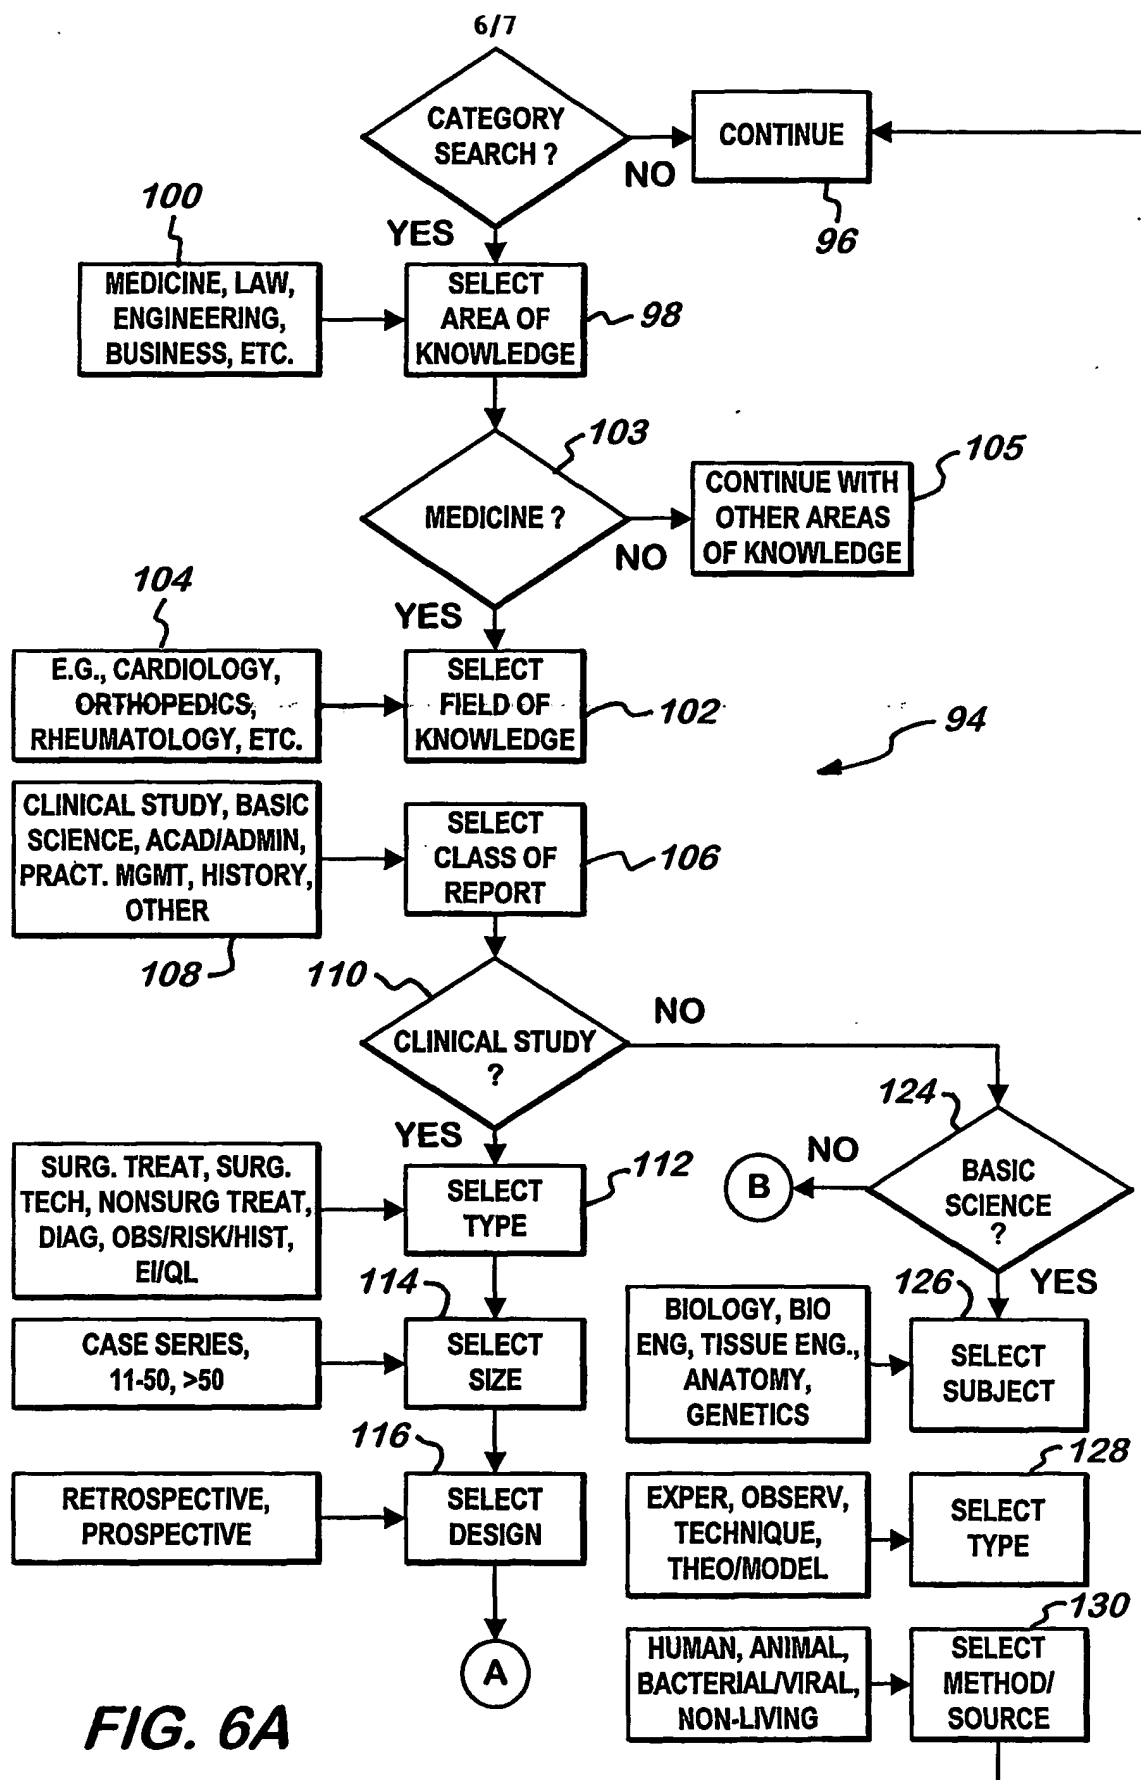 6/7
CATEGORY
SEARCH ?
CONTINUE
NO
96
YES
100
MEDICINE, LAW,
ENGINEERING,
BUSINESS, ETC.
SELECT
AREA OF
KNOWLEDGE
98
103
MEDICINE ?
NO
105
CONTINUE WITH
OTHER AREAS
OF KNOWLEDGE
YES
104
E.G., CARDIOLOGY,
ORTHOPEDICS,
RHEUMATOLOGY, ETC.
SELECT
FIELD OF
KNOWLEDGE
102
94
CLINICAL STUDY, BASIC
SCIENCE, ACAD/ADMIN,
PRACT. MGMT, HISTORY,
OTHER
108
SELECT
CLASS OF
REPORT
106
110
CLINICAL STUDY
?
NO
YES
124
BASIC
SCIENCE
?
NO
B
YES
SURG. TREAT, SURG.
TECH, NONSURG TREAT,
DIAG, OBS/RISK/HIST,
EI/QL
SELECT
TYPE
112
114
CASE SERIES,
11-50, >50
SELECT
SIZE
116
RETROSPECTIVE,
PROSPECTIVE
SELECT
DESIGN
A
126
BIOLOGY, BIO
ENG, TISSUE ENG.,
ANATOMY,
GENETICS
SELECT
SUBJECT
128
EXPER, OBSERV,
TECHNIQUE,
THEO/MODEL
SELECT
TYPE
130
HUMAN, ANIMAL,
BACTERIAL/VIRAL,
NON-LIVING
SELECT
METHOD/
SOURCE
FIG. 6A